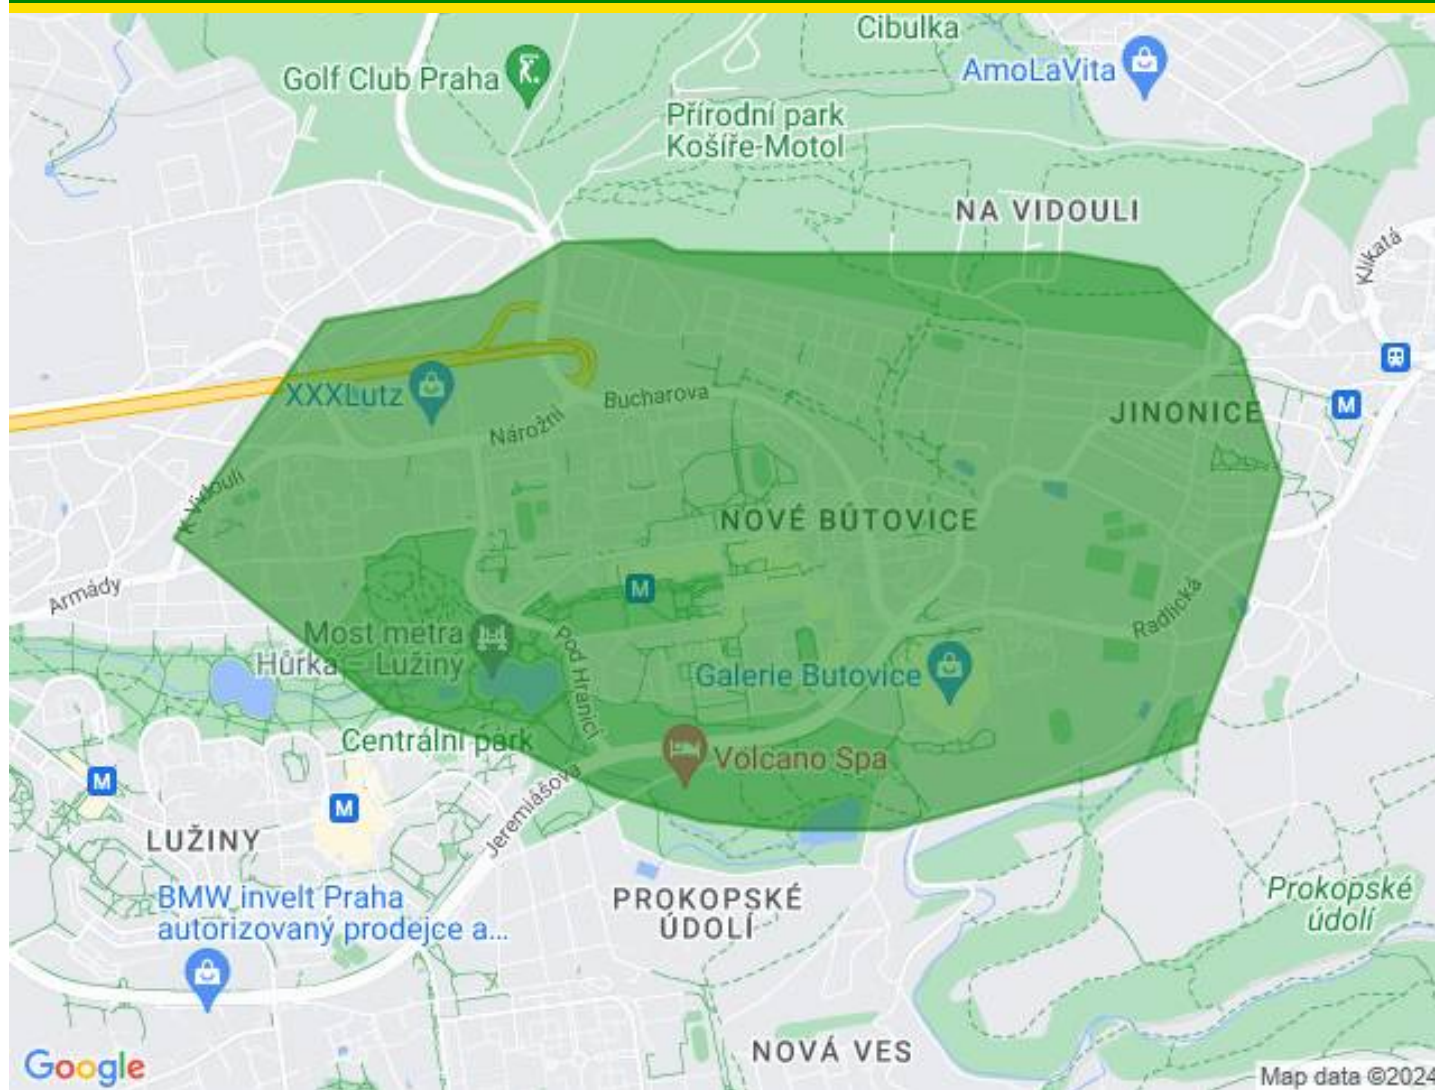 Cibulka
Golf Club Praha
AmoLaVita
Přírodní park
Košíře-Motol
NA VIDOULI
Klikatá
XXXLutz
Bucharova
Nárožní
JINONICE
M
K Vidouli
NOVÉ BUTOVICE
M
Armády
Radlická
Most metra
Hůrka - Lužiny
Pod Hranicí
Galerie Butovice
Centrální park
Volcano Spa
M
M
Jeremiášova
LUŽINY
BMW invelt Praha
autorizovaný prodejce a...
PROKOPSKÉ
ÚDOLÍ
Prokopské
údolí
NOVÁ VES
Google
Map data ©2024